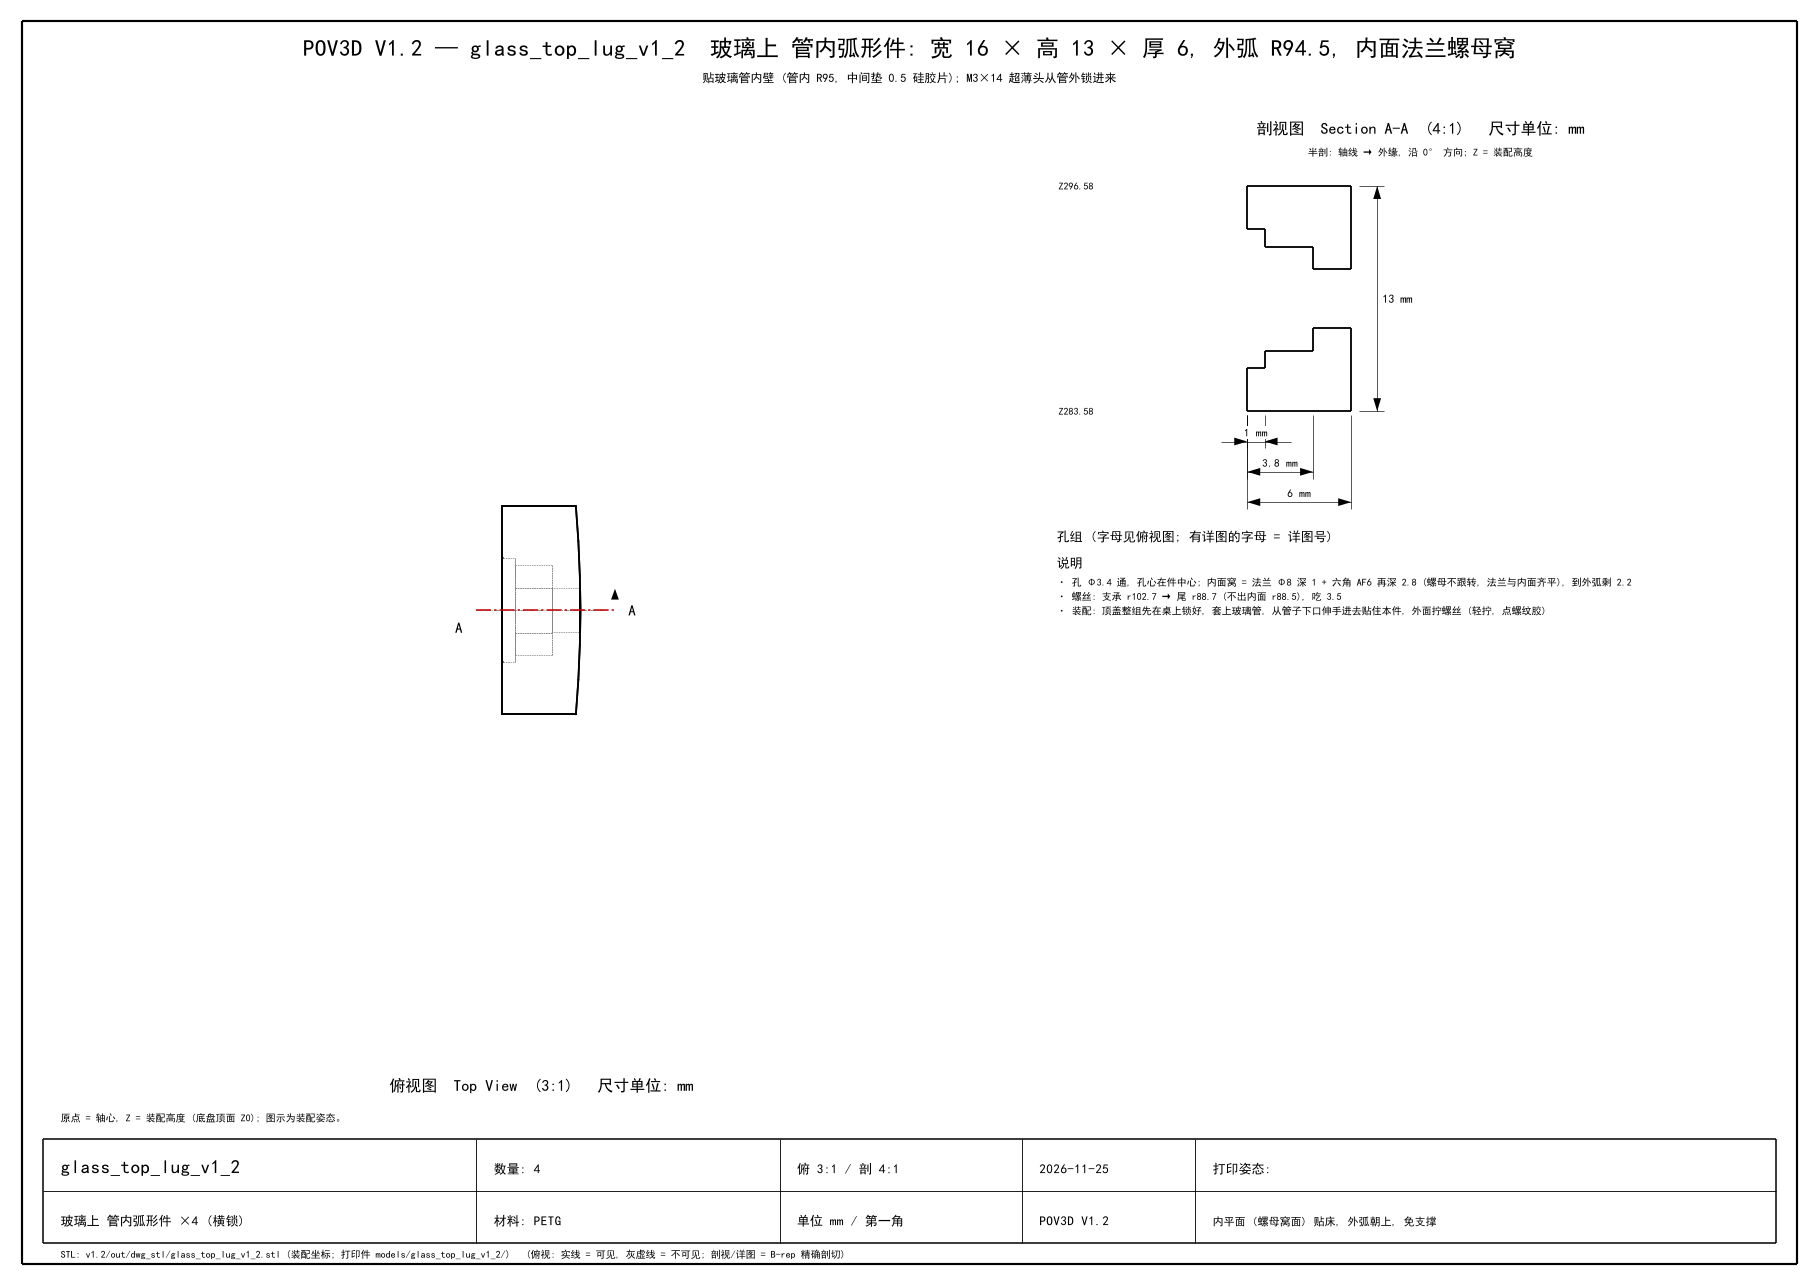 POV3D V1.2 — glass_top_lug_v1_2  玻璃上 管内弧形件: 宽 16 × 高 13 × 厚 6, 外弧 R94.5, 内面法兰螺母窝
贴玻璃管内壁 (管内 R95, 中间垫 0.5 硅胶片); M3×14 超薄头从管外锁进来
剖视图  Section A-A  (4:1)   尺寸单位: mm
半剖: 轴线 → 外缘, 沿 0° 方向; Z = 装配高度
Z296.58
13 mm
Z283.58
1 mm
3.8 mm
6 mm
孔组 (字母见俯视图; 有详图的字母 = 详图号)
说明
· 孔 Φ3.4 通, 孔心在件中心; 内面窝 = 法兰 Φ8 深 1 + 六角 AF6 再深 2.8 (螺母不跟转, 法兰与内面齐平), 到外弧剩 2.2
· 螺丝: 支承 r102.7 → 尾 r88.7 (不出内面 r88.5), 吃 3.5
· 装配: 顶盖整组先在桌上锁好, 套上玻璃管, 从管子下口伸手进去贴住本件, 外面拧螺丝 (轻拧, 点螺纹胶)
A
A
俯视图  Top View  (3:1)   尺寸单位: mm
原点 = 轴心, Z = 装配高度 (底盘顶面 Z0); 图示为装配姿态。
glass_top_lug_v1_2
数量: 4
俯 3:1 / 剖 4:1
2026-11-25
打印姿态:
玻璃上 管内弧形件 ×4 (横锁)
材料: PETG
单位 mm / 第一角
POV3D V1.2
内平面 (螺母窝面) 贴床, 外弧朝上, 免支撑
STL: v1.2/out/dwg_stl/glass_top_lug_v1_2.stl (装配坐标; 打印件 models/glass_top_lug_v1_2/)   (俯视: 实线 = 可见, 灰虚线 = 不可见; 剖视/详图 = B-rep 精确剖切)